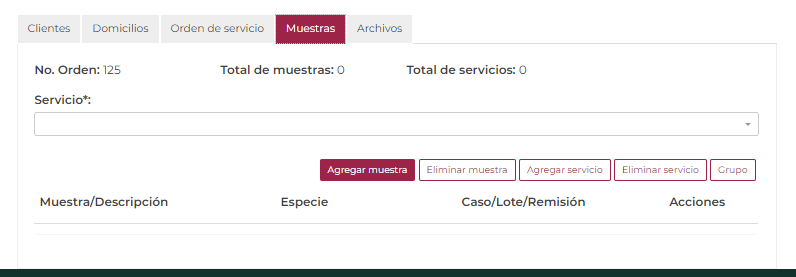 Clientes Domicilios Orden de servicio Muestras Archivos
No. Orden: 125 Total de muestras: 0 Total de servicios: 0
Servicio*:
Agregar muestra Eliminar muestra Agregar servicio Eliminar servicio Grupo
Muestra/Descripción Especie Caso/Lote/Remisión Acciones